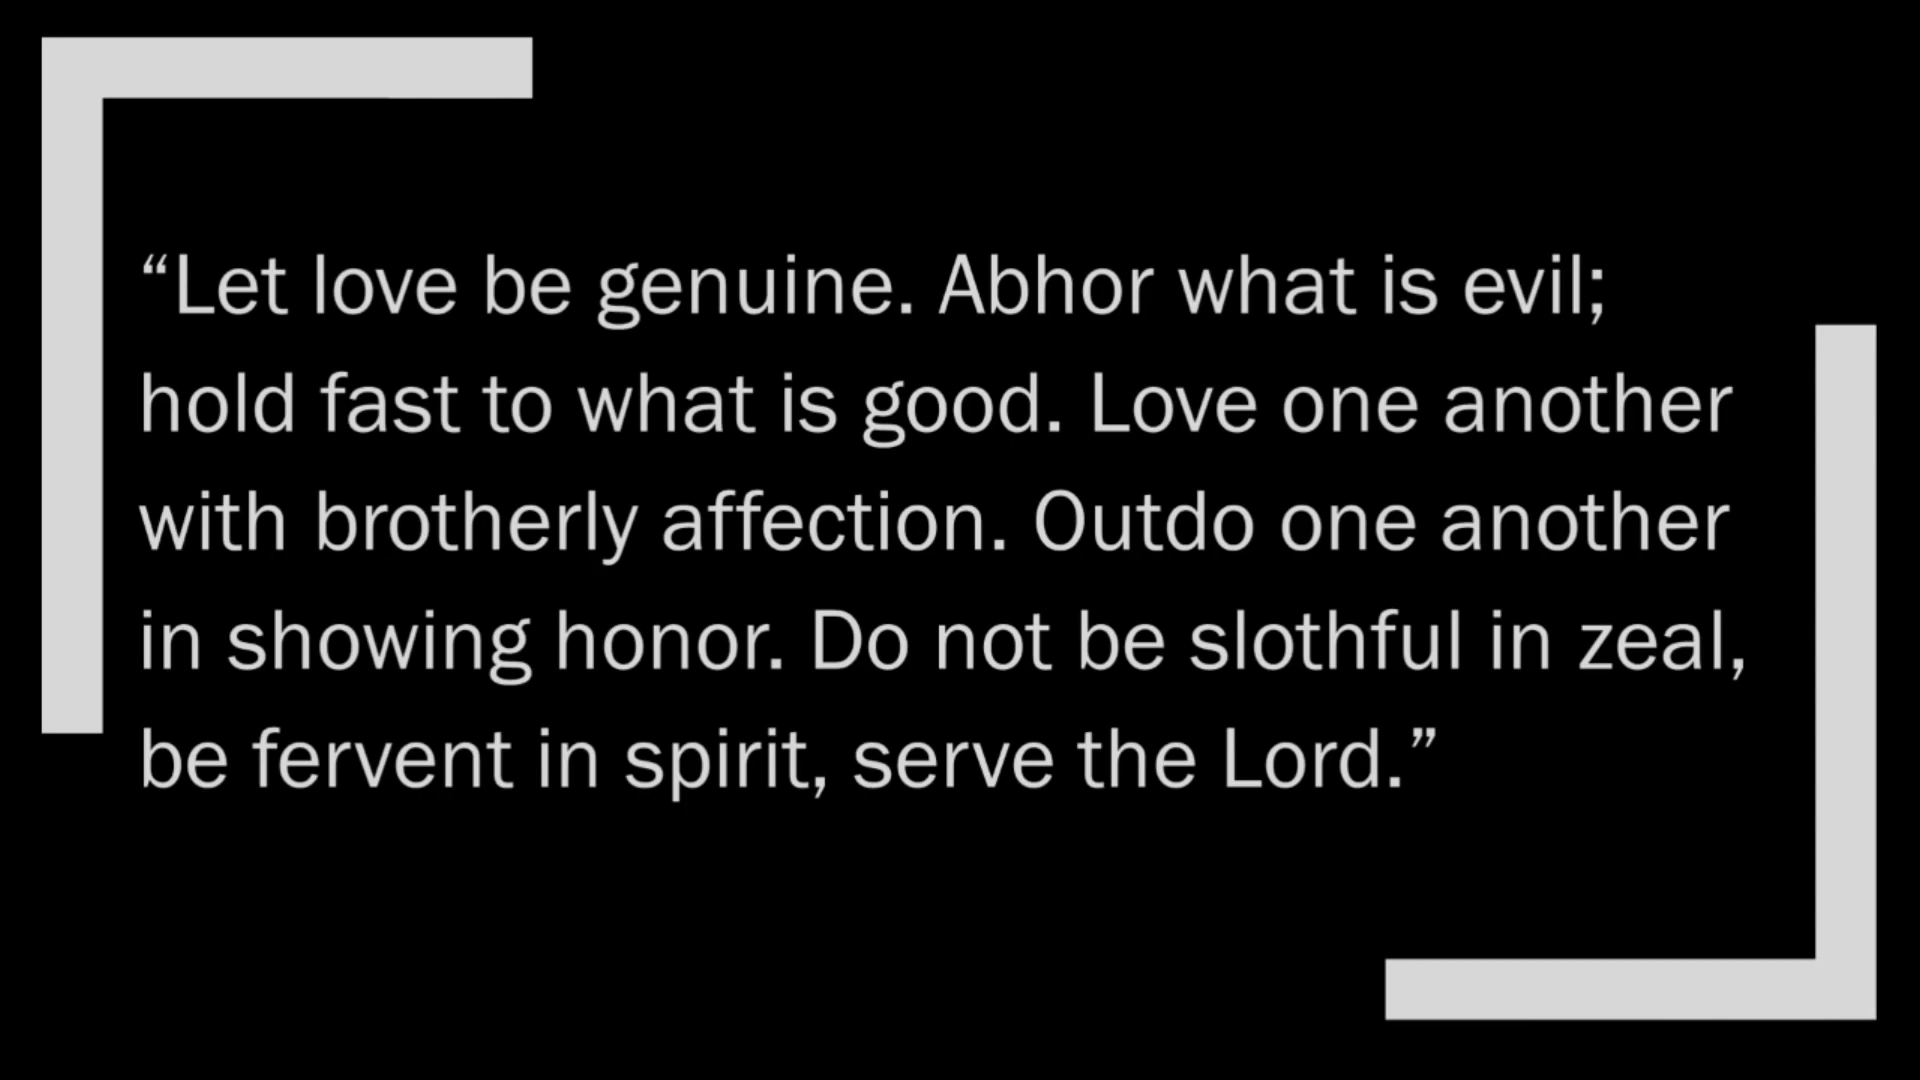 “Let love be genuine. Abhor what is evil;
hold fast to what is good. Love one another
with brotherly affection. Outdo one another
in showing honor. Do not be slothful in zeal,
be fervent in spirit, serve the Lord.”